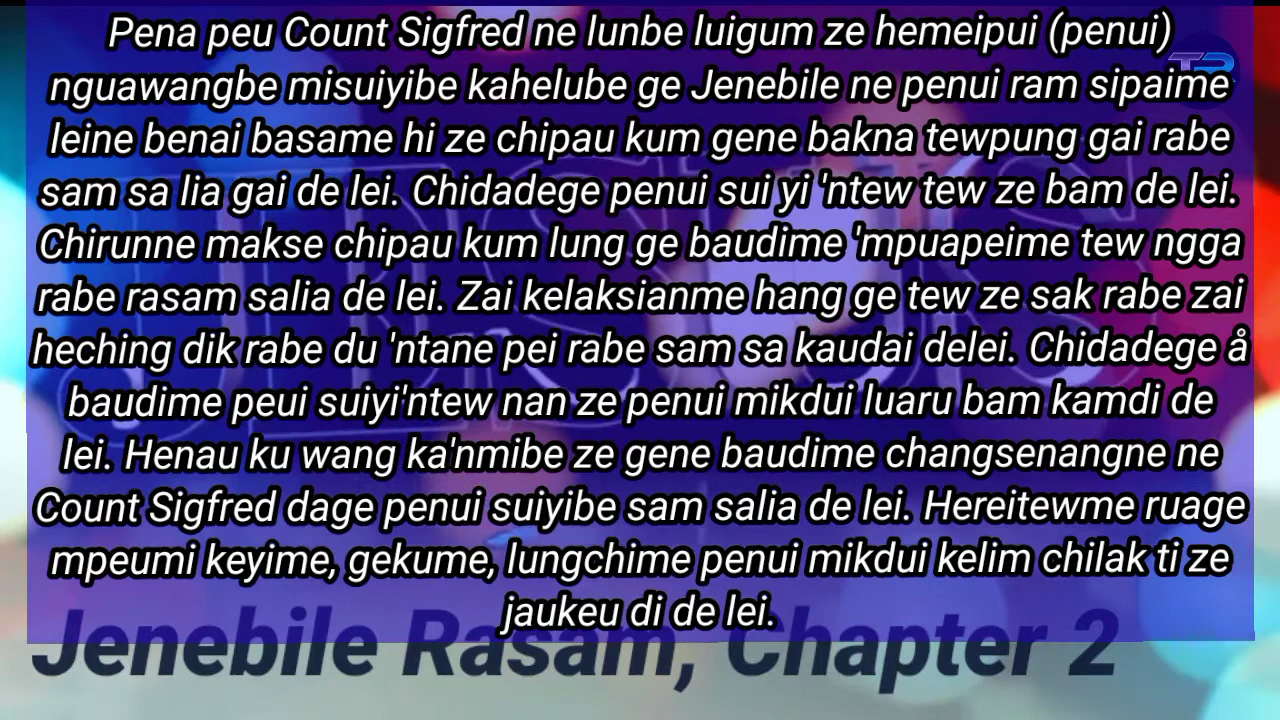 Pena peu Count Sigfred ne lunbe luigum ze hemeipui (penui)
nguawangbe misuiyibe kahelube ge Jenebile ne penui ram sipaime
leine benai basame hi ze chipau kum gene bakna tewpung gai rabe
sam sa lia gai de lei. Chidadege penui sui yi 'ntew tew ze bam de lei.
Chirunne makse chipau kum lung ge baudime 'mpuapeime tew ngga
rabe rasam salia de lei. Zai kelaksianme hang ge tew ze sak rabe zai
heching dik rabe du 'ntane pei rabe sam sa kaudai delei. Chidadege å
baudime peui suiyi'ntew nan ze penui mikdui luaru bam kamdi de
lei. Henau ku wang ka'nmibe ze gene baudime changsenangne ne
Count Sigfred dage penui suiyibe sam salia de lei. Hereitewme ruage
mpeumi keyime, gekume, lungchime penui mikdui kelim chilak ti ze
jaukeu di de lei.
Jenebile Rasam, Chapter 2
TR
JESUS